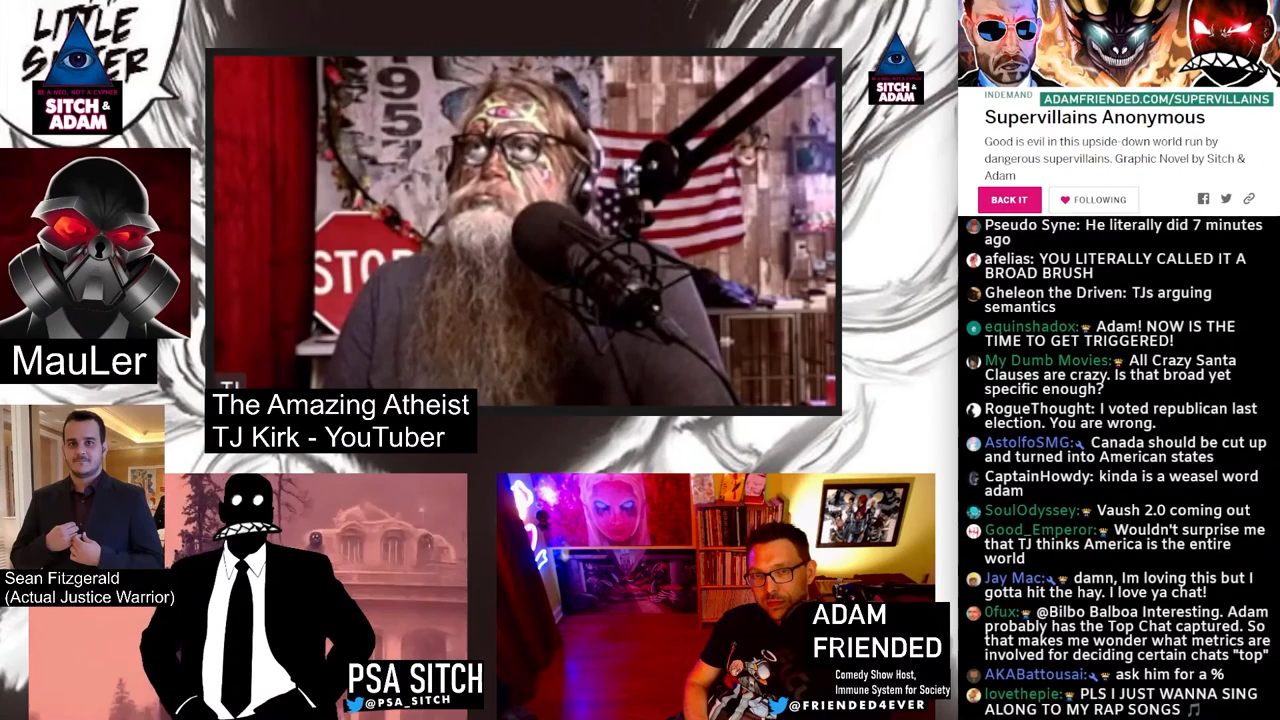 LITTLE
SISTER
BE A NEO, NOT A CYPHER
SITCH &
ADAM
MauLer
1957
STOP
TJ
The Amazing Atheist
TJ Kirk - YouTuber
SITCH &
ADAM
Sean Fitzgerald
(Actual Justice Warrior)
PSA SITCH
@PSA_SITCH
ADAM
FRIENDED
Comedy Show Host,
Immune System for Society
@FRIENDED4EVER
INDEMAND
ADAMFRIENDED.COM/SUPERVILLAINS
Supervillains Anonymous
Good is evil in this upside-down world run by
dangerous supervillains. Graphic Novel by Sitch &
Adam
BACK IT
FOLLOWING
Pseudo Syne: He literally did 7 minutes
ago
afelias: YOU LITERALLY CALLED IT A
BROAD BRUSH
Gheleon the Driven: TJs arguing
semantics
equinshadox: Adam! NOW IS THE
TIME TO GET TRIGGERED!
My Dumb Movies: All Crazy Santa
Clauses are crazy. Is that broad yet
specific enough?
RogueThought: I voted republican last
election. You are wrong.
AstolfoSMG: Canada should be cut up
and turned into American states
CaptainHowdy: kinda is a weasel word
adam
SoulOdyssey: Vaush 2.0 coming out
Good_Emperor: Wouldn't surprise me
that TJ thinks America is the entire
world
Jay Mac: damn, Im loving this but I
gotta hit the hay. I love ya chat!
0fux: @Bilbo Balboa Interesting. Adam
probably has the Top Chat captured. So
that makes me wonder what metrics are
involved for deciding certain chats "top"
AKABattousai: ask him for a %
lovethepie: PLS I JUST WANNA SING
ALONG TO MY RAP SONGS 🎵